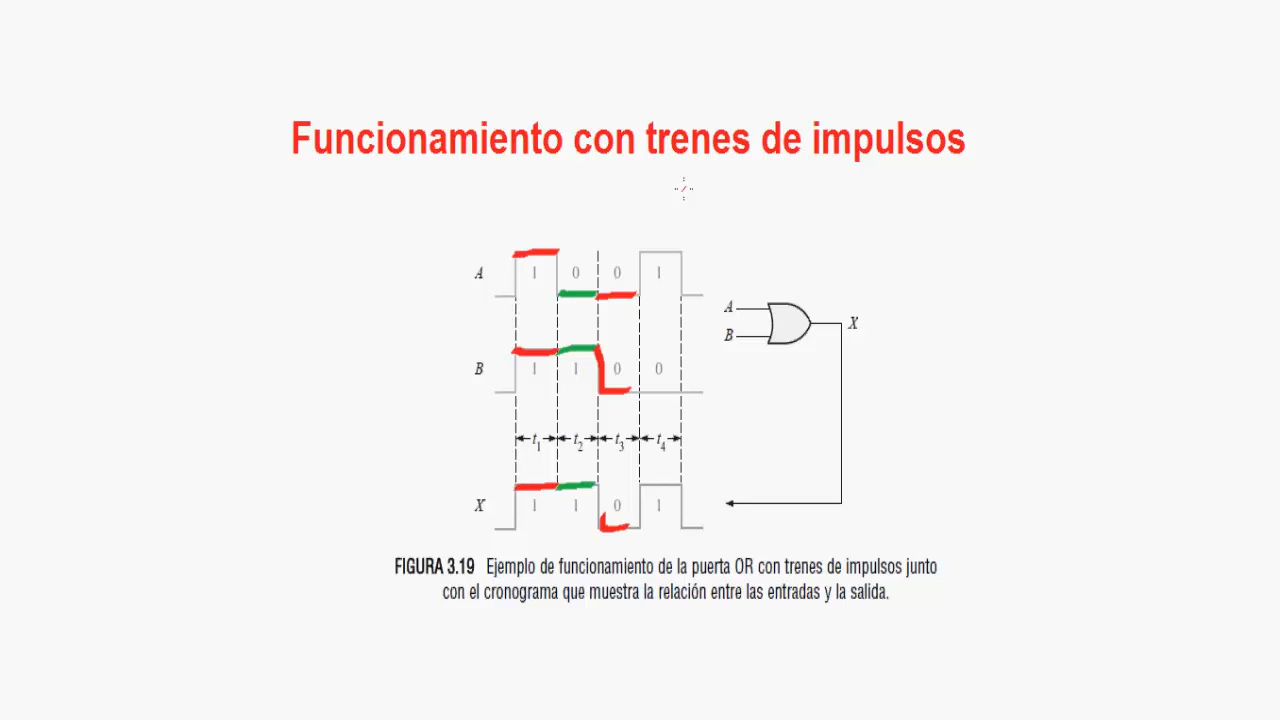 Funcionamiento con trenes de impulsos
A 1 0 0 1
A
X
B
B 1 1 0 0
t1 t2 t3 t4
X 1 1 0 1
FIGURA 3.19 Ejemplo de funcionamiento de la puerta OR con trenes de impulsos junto
con el cronograma que muestra la relación entre las entradas y la salida.